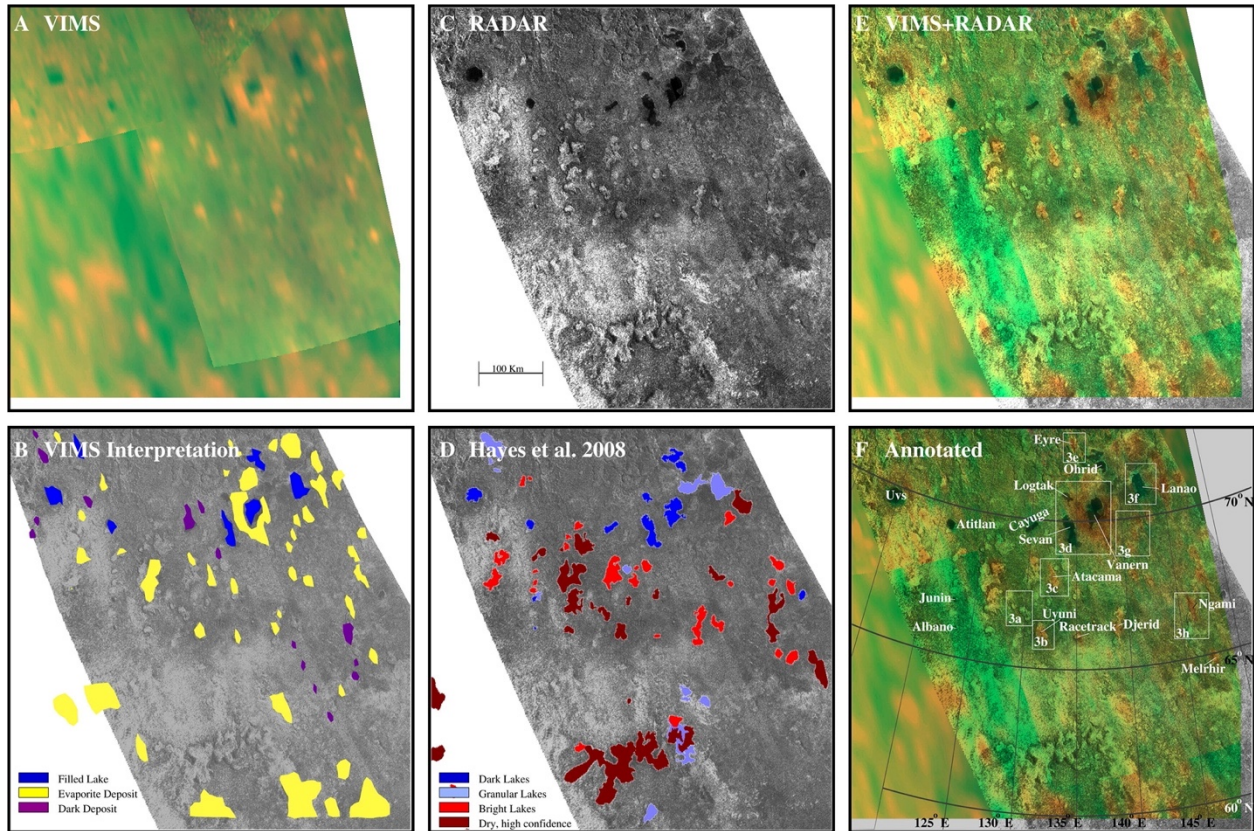 A VIMS
C RADAR
100 Km
E VIMS+RADAR
B VIMS Interpretation
Filled Lake
Evaporite Deposit
Dark Deposit
D Hayes et al. 2008
Dark Lakes
Granular Lakes
Bright Lakes
Dry, high confidence
F Annotated
Eyre
3e
Ohrid
Logtak
Lanao
3f
Uvs
70° N
Atitlan
Cayuga
Sevan
3d
3g
Vanern
Atacama
3c
Junin
3a
Uyuni
Ngami
Albano
Racetrack
Djerid
3b
3h
65° N
Melrhir
60° N
125° E
130° E
135° E
140° E
145° E